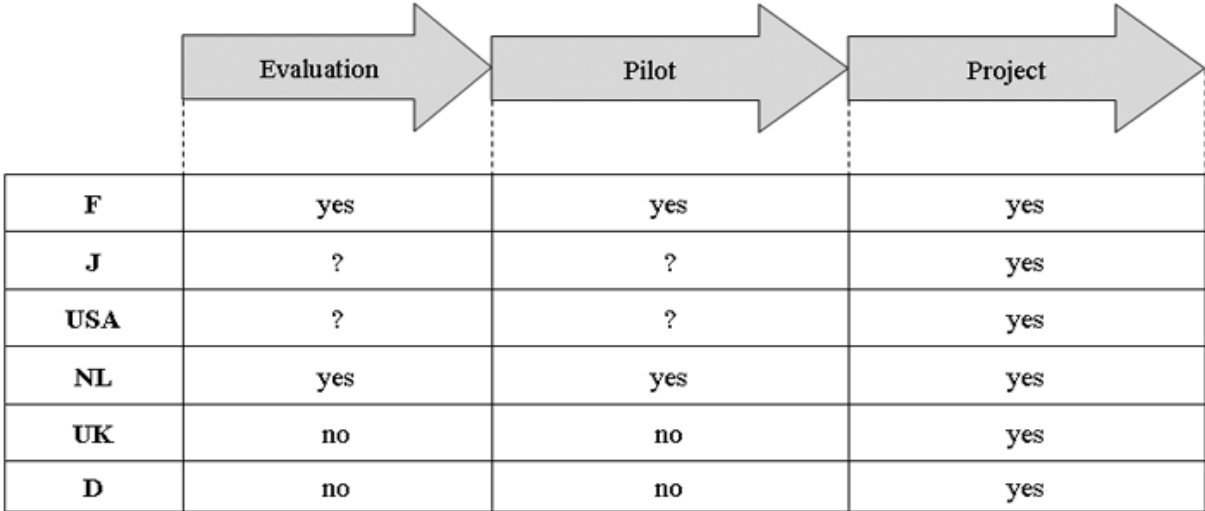 Evaluation Pilot Project
F yes yes yes
J ? ? yes
USA ? ? yes
NL yes yes yes
UK no no yes
D no no yes